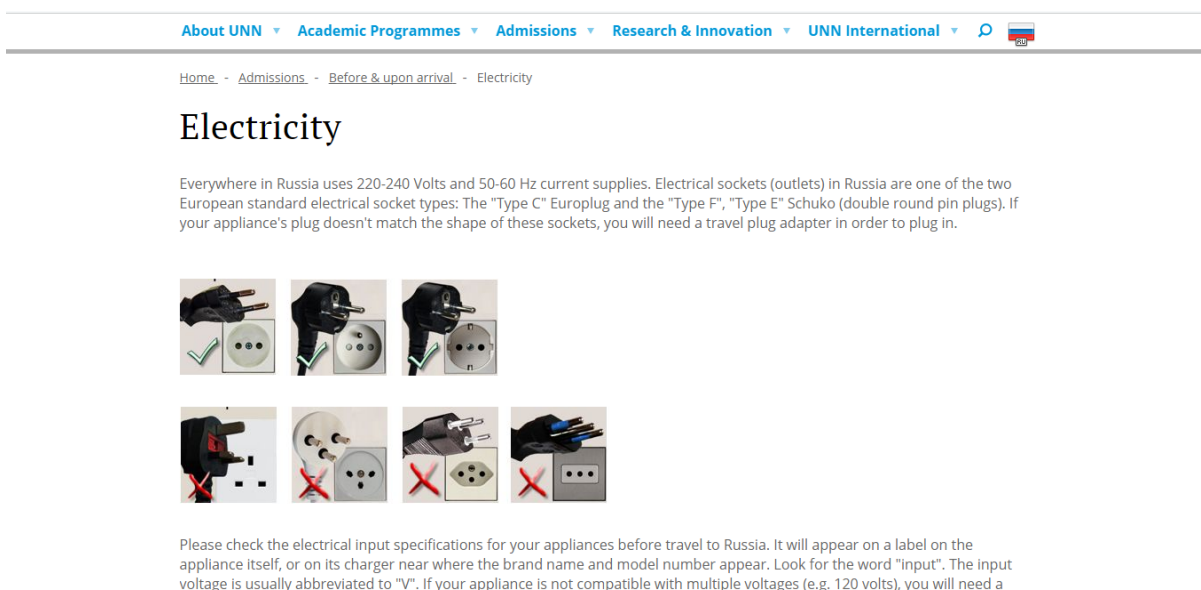 About UNN Academic Programmes Admissions Research & Innovation UNN International RU
Home - Admissions - Before & upon arrival - Electricity
Electricity
Everywhere in Russia uses 220-240 Volts and 50-60 Hz current supplies. Electrical sockets (outlets) in Russia are one of the two
European standard electrical socket types: The "Type C" Europlug and the "Type F", "Type E" Schuko (double round pin plugs). If
your appliance's plug doesn't match the shape of these sockets, you will need a travel plug adapter in order to plug in.
Please check the electrical input specifications for your appliances before travel to Russia. It will appear on a label on the
appliance itself, or on its charger near where the brand name and model number appear. Look for the word "input". The input
voltage is usually abbreviated to "V". If your appliance is not compatible with multiple voltages (e.g. 120 volts), you will need a